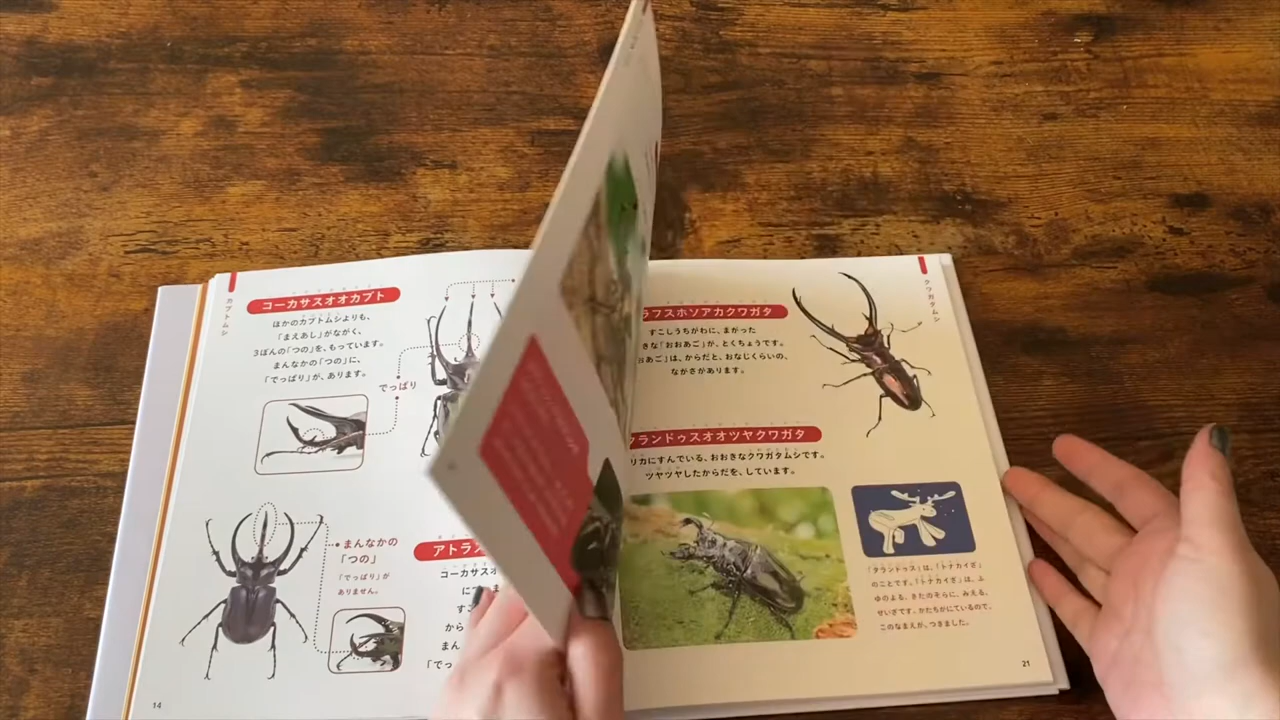 カブトムシ
コーカサスオオカブト
ほかのカブトムシよりも、
「まえあし」がながく、
3ぼんの「つの」を、もっています。
まんなかの「つの」に、
「でっぱり」が、あります。
でっぱり
まんなかの
「つの」
「でっぱり」が
ありません。
アトラス
コーカサスオ
に
すこ
から
まん
「でっ
14
クワガタムシ
ラフスホソアカクワガタ
すこしうちがわに、まがった
きな「おおあご」が、とくちょうです。
おあご」は、からだと、おなじくらいの、
ながさがあります。
タランドゥスオオツヤクワガタ
リカにすんでいる、おおきなクワガタムシです。
ツヤツヤしたからだを、しています。
「タランドゥス」は、「トナカイざ」
のことです。「トナカイざ」は、ふ
ゆのよる、きたのそらに、みえる、
せいざです。かたちがにているので、
このなまえが、つきました。
21